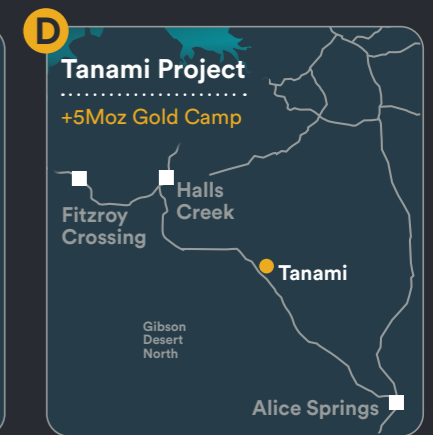 D
Tanami Project
+5Moz Gold Camp
Halls
Creek
Fitzroy
Crossing
Tanami
Gibson
Desert
North
Alice Springs